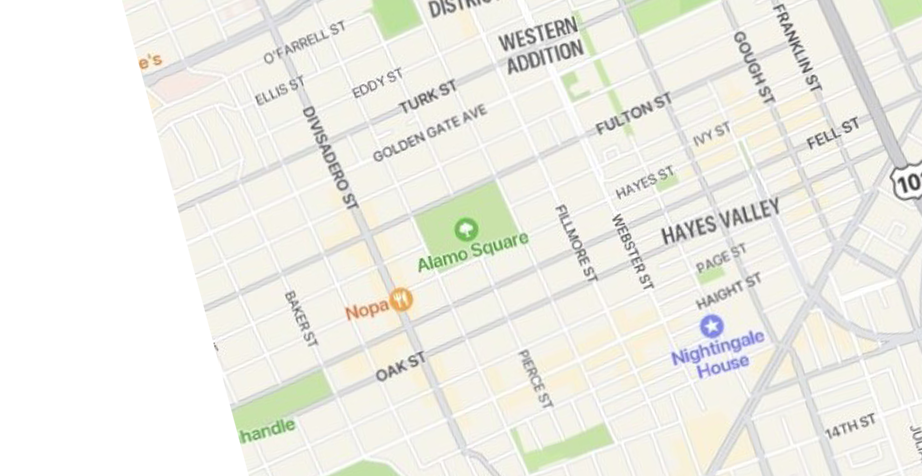 DISTRIC
WESTERN
ADDITION
O'FARRELL ST
e's
ELLIS ST
EDDY ST
TURK ST
GOLDEN GATE AVE
DIVISADERO ST
FULTON ST
GOUGH ST
FRANKLIN ST
IVY ST
FELL ST
HAYES ST
10
HAYES VALLEY
FILLMORE ST
WEBSTER ST
Alamo Square
PAGE ST
HAIGHT ST
Nopa
BAKER ST
Nightingale
House
OAK ST
PIERCE ST
handle
14TH ST